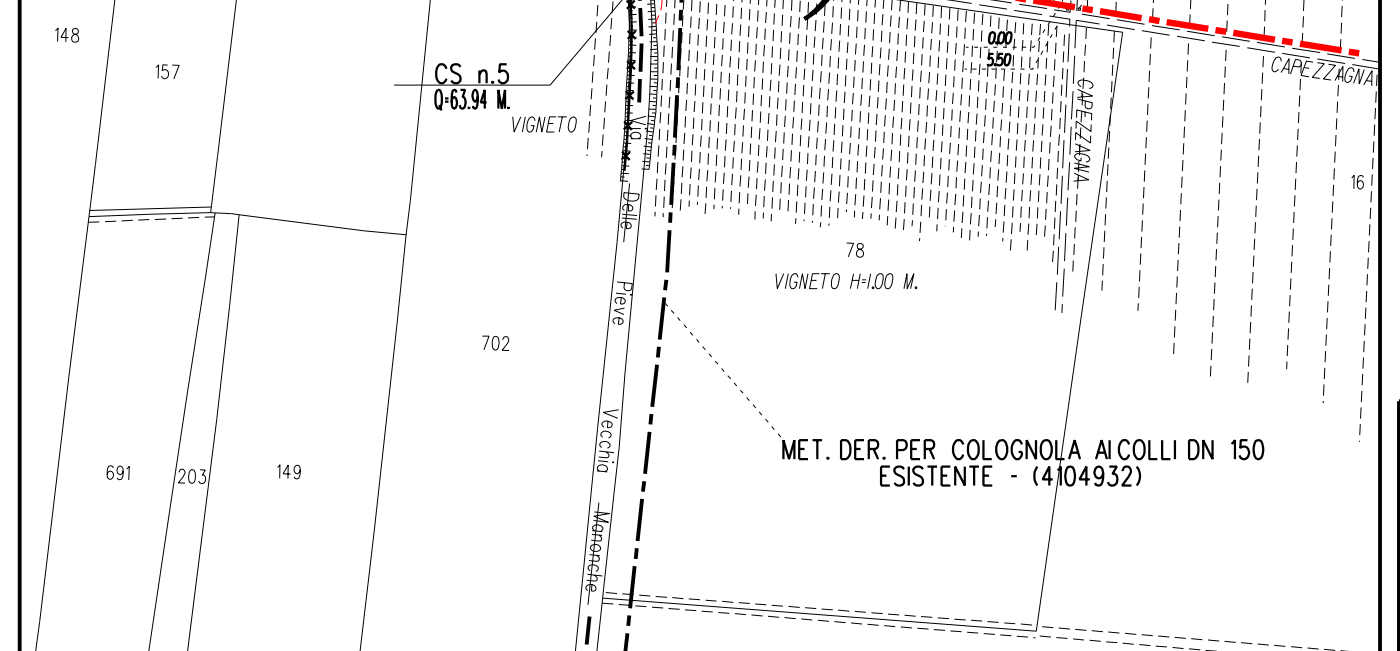 148
157
CS n.5
Q=63.94 M.
VIGNETO
0.00
5.50
CAPEZZAGNA
CAPEZZAGNA
16
78
VIGNETO H=1.00 M.
702
Via Delle Pieve Vecchia Mononche
691
203
149
MET. DER. PER COLOGNOLA AI COLLI DN 150
ESISTENTE - (4104932)